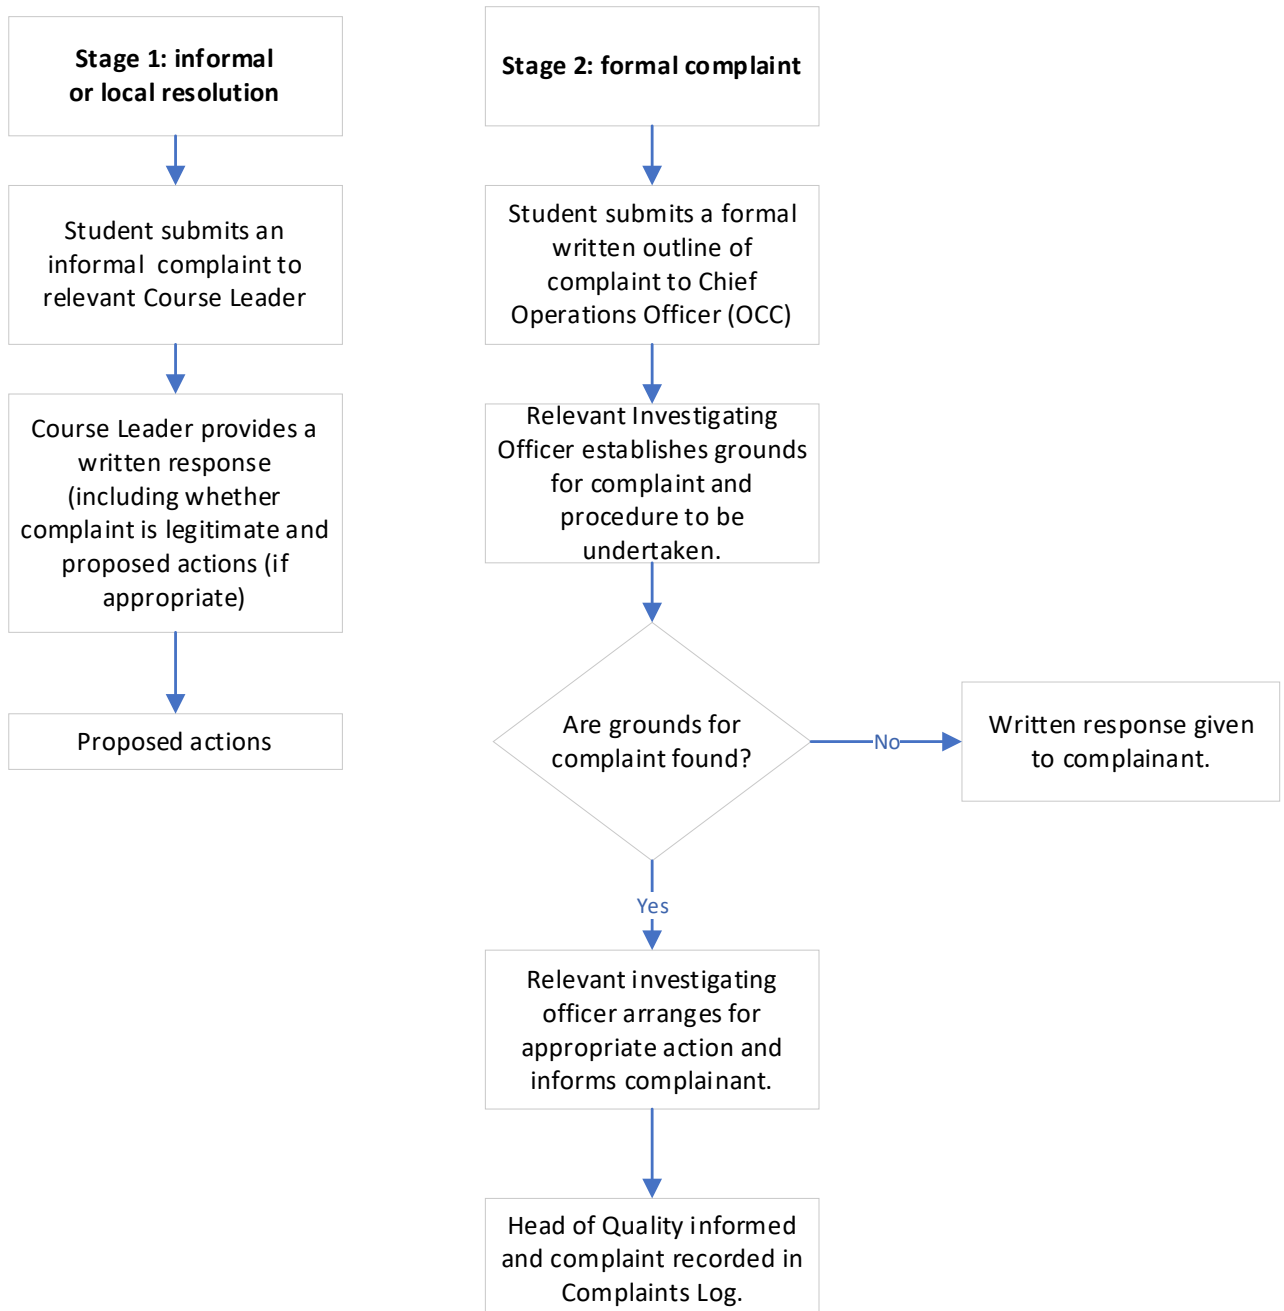 Stage 1: informal
or local resolution
Student submits an
informal  complaint to
relevant Course Leader
Course Leader provides a
written response
(including whether
complaint is legitimate and
proposed actions (if
appropriate)
Proposed actions
Stage 2: formal complaint
Student submits a formal
written outline of
complaint to Chief
Operations Officer (OCC)
Relevant Investigating
Officer establishes grounds
for complaint and
procedure to be
undertaken.
Are grounds for
complaint found?
No
Written response given
to complainant.
Yes
Relevant investigating
officer arranges for
appropriate action and
informs complainant.
Head of Quality informed
and complaint recorded in
Complaints Log.